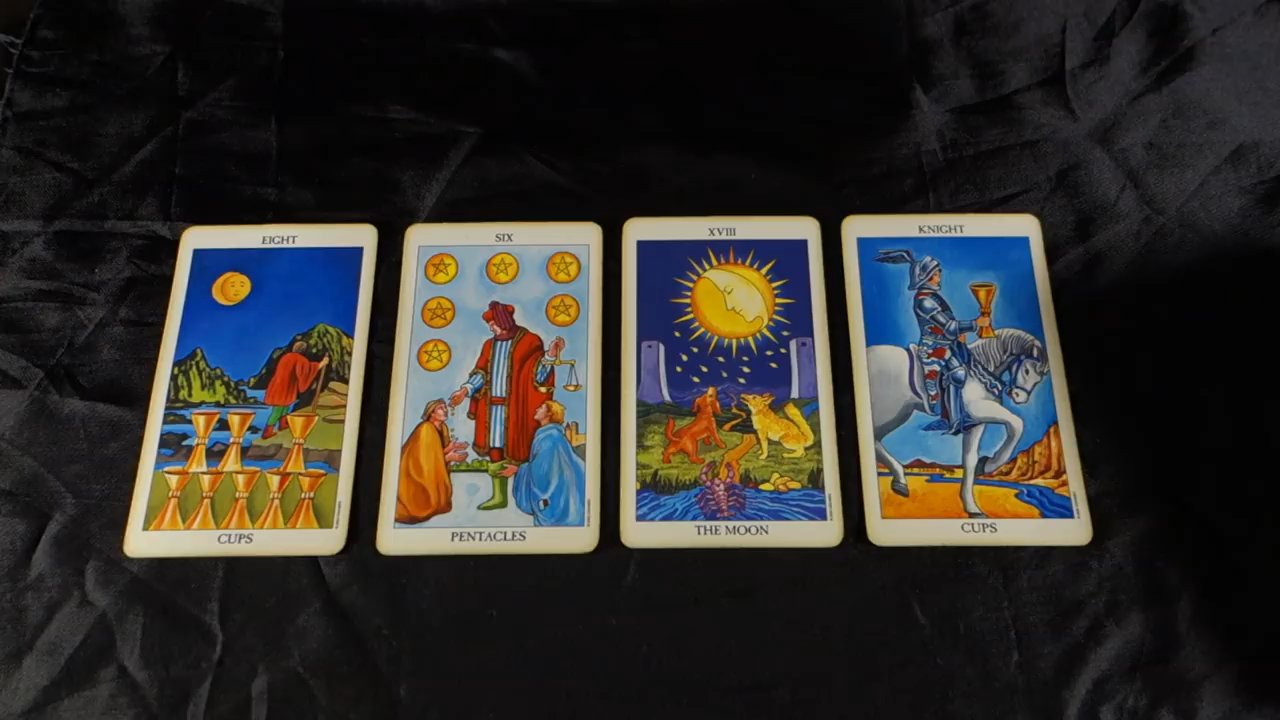 EIGHT
CUPS
SIX
PENTACLES
XVIII
THE MOON
KNIGHT
CUPS